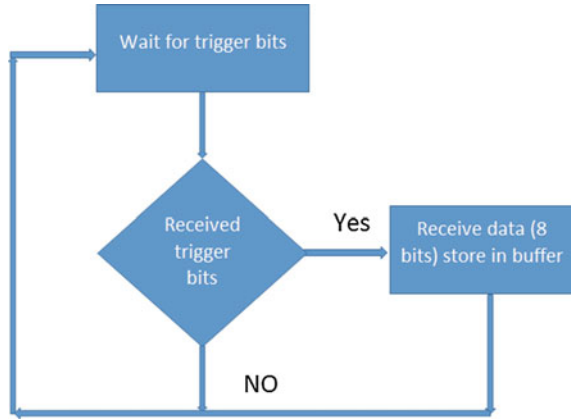 Wait for trigger bits
Received
trigger
bits
Yes
Receive data (8
bits) store in buffer
NO